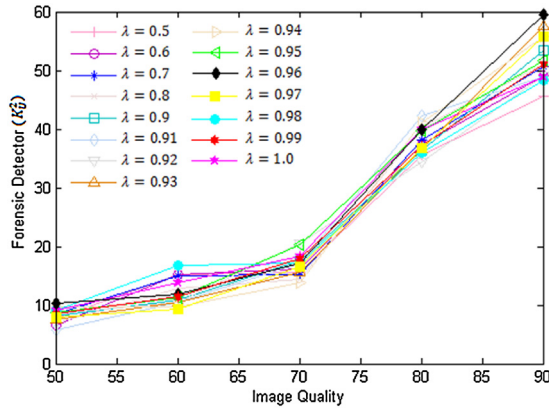 60
50
40
30
20
10
0
Forensic Detector (K_U^2)
λ = 0.5
λ = 0.6
λ = 0.7
λ = 0.8
λ = 0.9
λ = 0.91
λ = 0.92
λ = 0.93
λ = 0.94
λ = 0.95
λ = 0.96
λ = 0.97
λ = 0.98
λ = 0.99
λ = 1.0
50 55 60 65 70 75 80 85 90
Image Quality